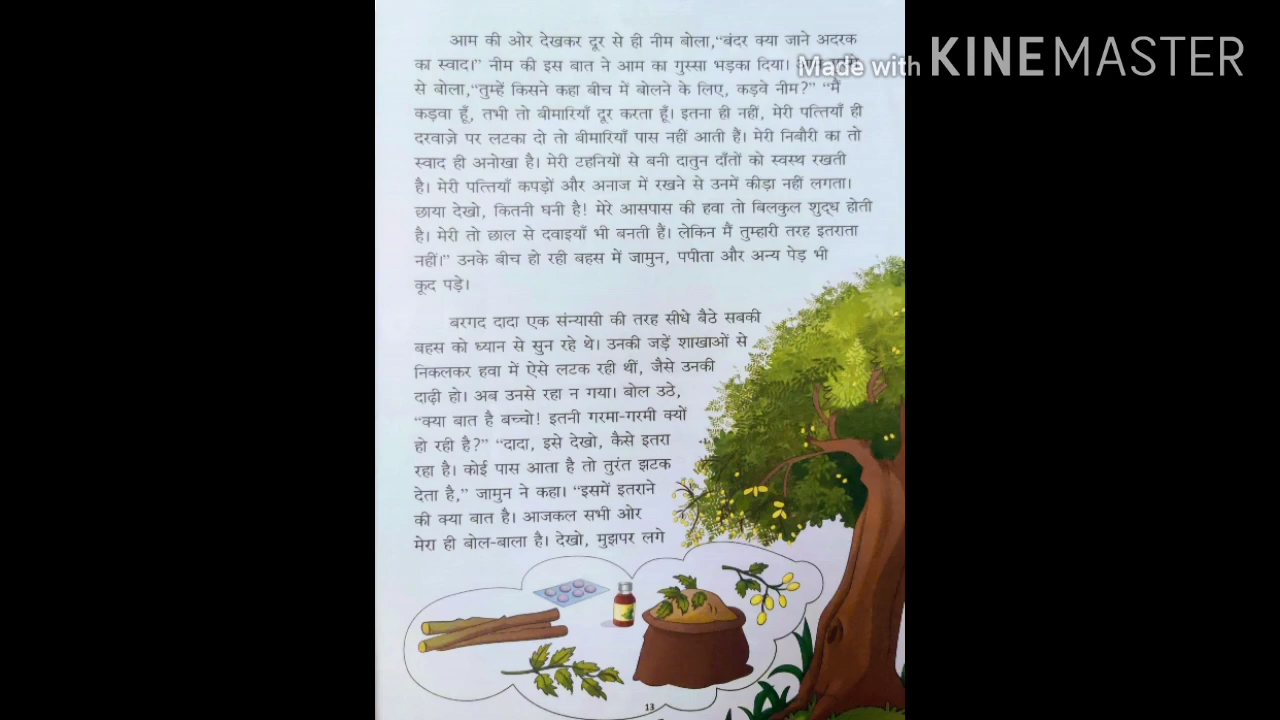 आम की ओर देखकर दूर से ही नीम बोला,“बंदर क्या जाने अदरक
का स्वाद।” नीम की इस बात ने आम का गुस्सा भड़का दिया।
Made with KINEMASTER
से बोला,“तुम्हें किसने कहा बीच में बोलने के लिए, कड़वे नीम?” “मैं
कड़वा हूँ, तभी तो बीमारियाँ दूर करता हूँ। इतना ही नहीं, मेरी पत्तियाँ ही
दरवाज़े पर लटका दो तो बीमारियाँ पास नहीं आती हैं। मेरी निबौरी का तो
स्वाद ही अनोखा है। मेरी टहनियों से बनी दातुन दाँतों को स्वस्थ रखती
है। मेरी पत्तियाँ कपड़ों और अनाज में रखने से उनमें कीड़ा नहीं लगता।
छाया देखो, कितनी घनी है! मेरे आसपास की हवा तो बिलकुल शुद्ध होती
है। मेरी तो छाल से दवाइयाँ भी बनती हैं। लेकिन मैं तुम्हारी तरह इतराता
नहीं।” उनके बीच हो रही बहस में जामुन, पपीता और अन्य पेड़ भी
कूद पड़े।
बरगद दादा एक संन्यासी की तरह सीधे बैठे सबकी
बहस को ध्यान से सुन रहे थे। उनकी जड़ें शाखाओं से
निकलकर हवा में ऐसे लटक रही थीं, जैसे उनकी
दाढ़ी हो। अब उनसे रहा न गया। बोल उठे,
“क्या बात है बच्चो! इतनी गरमा-गरमी क्यों
हो रही है?” “दादा, इसे देखो, कैसे इतरा
रहा है। कोई पास आता है तो तुरंत झटक
देता है,” जामुन ने कहा। “इसमें इतराने
की क्या बात है। आजकल सभी ओर
मेरा ही बोल-बाला है। देखो, मुझपर लगे
13